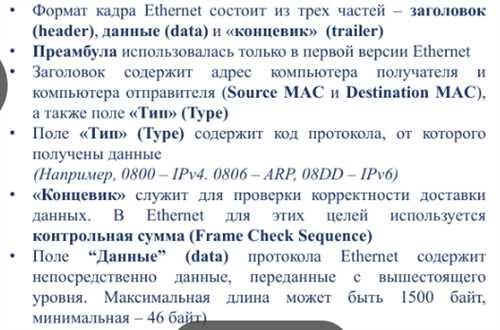 • Формат кадра Ethernet состоит из трех частей – заголовок
(header), данные (data) и «концевик» (trailer)
• Преамбула использовалась только в первой версии Ethernet
• Заголовок содержит адрес компьютера получателя и
компьютера отправителя (Source MAC и Destination MAC),
а также поле «Тип» (Type)
• Поле «Тип» (Type) содержит код протокола, от которого
получены данные
(Например, 0800 – IPv4. 0806 – ARP, 08DD – IPv6)
• «Концевик» служит для проверки корректности доставки
данных. В Ethernet для этих целей используется
контрольная сумма (Frame Check Sequence)
• Поле “Данные” (data) протокола Ethernet содержит
непосредственно данные, переданные с вышестоящего
уровня. Максимальная длина может быть 1500 байт,
минимальная – 46 байт)